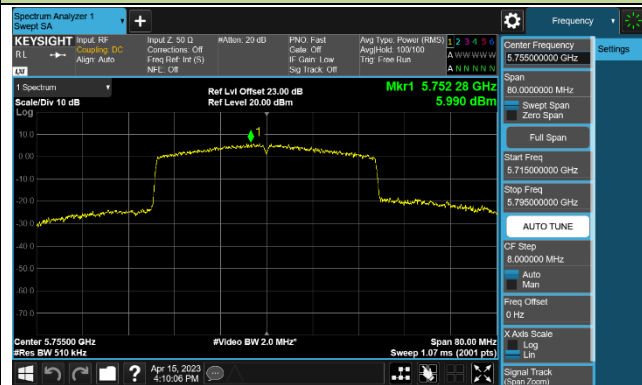 Spectrum Analyzer 1
Swept SA
Frequency
KEYSIGHT
RL
LXI
Input: RF
Coupling: DC
Align: Auto
Input Z: 50 Ω
Corrections: Off
Freq Ref: Int (S)
NFE: Off
#Atten: 20 dB
PNO: Fast
Gate: Off
IF Gain: Low
Sig Track: Off
Avg Type: Power (RMS)
Avg|Hold: 100/100
Trig: Free Run
1 2 3 4 5 6
A W W W W W
A N N N N N
1 Spectrum
Scale/Div 10 dB
Log
Ref Lvl Offset 23.00 dB
Ref Level 20.00 dBm
Mkr1 5.752 28 GHz
5.990 dBm
1
10.0
0.00
-10.0
-20.0
-30.0
-40.0
-50.0
-60.0
-70.0
Center 5.75500 GHz
#Res BW 510 kHz
#Video BW 2.0 MHz*
Span 80.00 MHz
Sweep 1.07 ms (2001 pts)
Center Frequency
5.755000000 GHz
Settings
Span
80.0000000 MHz
Swept Span
Zero Span
Full Span
Start Freq
5.715000000 GHz
Stop Freq
5.795000000 GHz
AUTO TUNE
CF Step
8.000000 MHz
Auto
Man
Freq Offset
0 Hz
X Axis Scale
Log
Lin
Signal Track
(Span Zoom)
?
Apr 15, 2023
4:10:06 PM